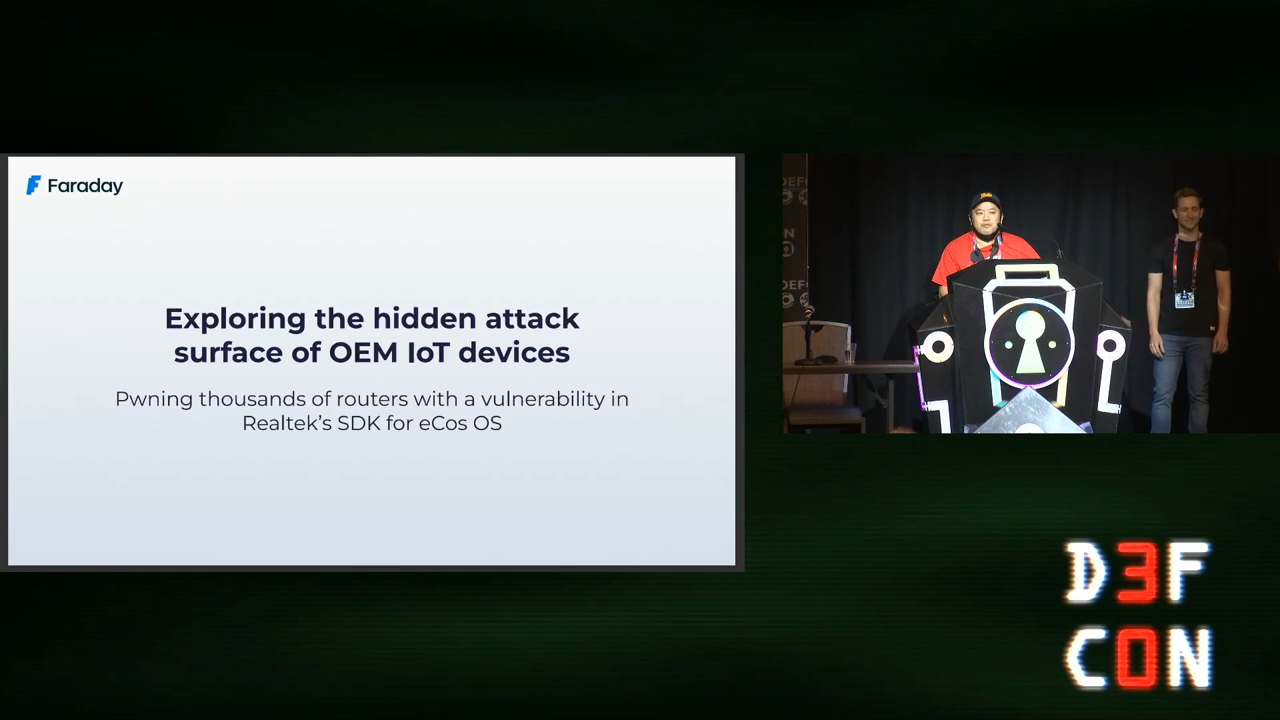 Faraday
Exploring the hidden attack
surface of OEM IoT devices
Pwning thousands of routers with a vulnerability in
Realtek's SDK for eCos OS
D3F
C0N